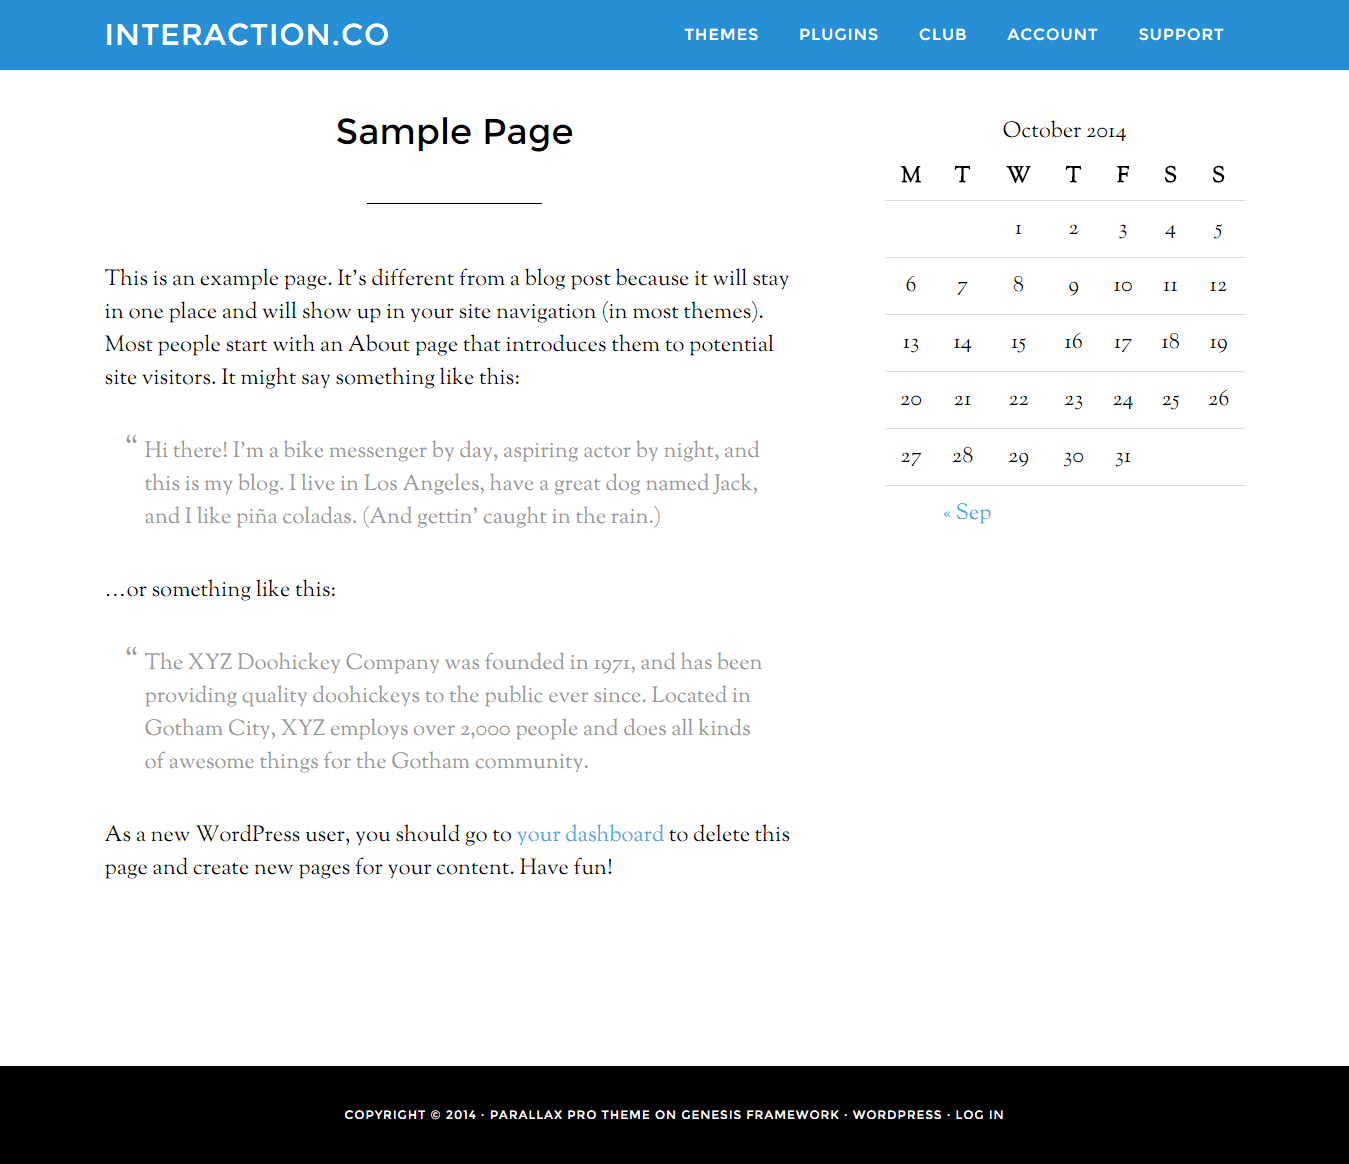 INTERACTION.CO
THEMES PLUGINS CLUB ACCOUNT SUPPORT
Sample Page
This is an example page. It’s different from a blog post because it will stay
in one place and will show up in your site navigation (in most themes).
Most people start with an About page that introduces them to potential
site visitors. It might say something like this:
“ Hi there! I’m a bike messenger by day, aspiring actor by night, and
this is my blog. I live in Los Angeles, have a great dog named Jack,
and I like piña coladas. (And gettin’ caught in the rain.)
…or something like this:
“ The XYZ Doohickey Company was founded in 1971, and has been
providing quality doohickeys to the public ever since. Located in
Gotham City, XYZ employs over 2,000 people and does all kinds
of awesome things for the Gotham community.
As a new WordPress user, you should go to your dashboard to delete this
page and create new pages for your content. Have fun!
October 2014
M T W T F S S
1 2 3 4 5
6 7 8 9 10 11 12
13 14 15 16 17 18 19
20 21 22 23 24 25 26
27 28 29 30 31
« Sep
COPYRIGHT © 2014 · PARALLAX PRO THEME ON GENESIS FRAMEWORK · WORDPRESS · LOG IN